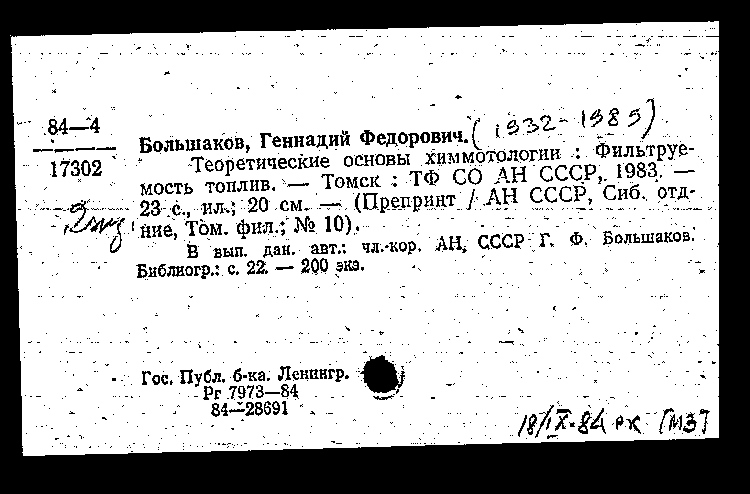 84—4
17302
Большаков, Геннадий Федорович. (1932-1989)
Теоретические основы химмотологии : Фильтруе-
мость топлив. — Томск : ТФ СО АН СССР, 1983. —
23 с., ил.; 20 см. — (Препринт / АН СССР, Сиб. отд-
ние, Том. фил.; № 10).
В вып. дан. авт.: чл.-кор. АН СССР Г. Ф. Большаков.
Библиогр.: с. 22. — 200 экз.
Гос. Публ. б-ка. Ленингр.
Рг 7973—84
84—28691
18/IX-84 РК [МЗ]